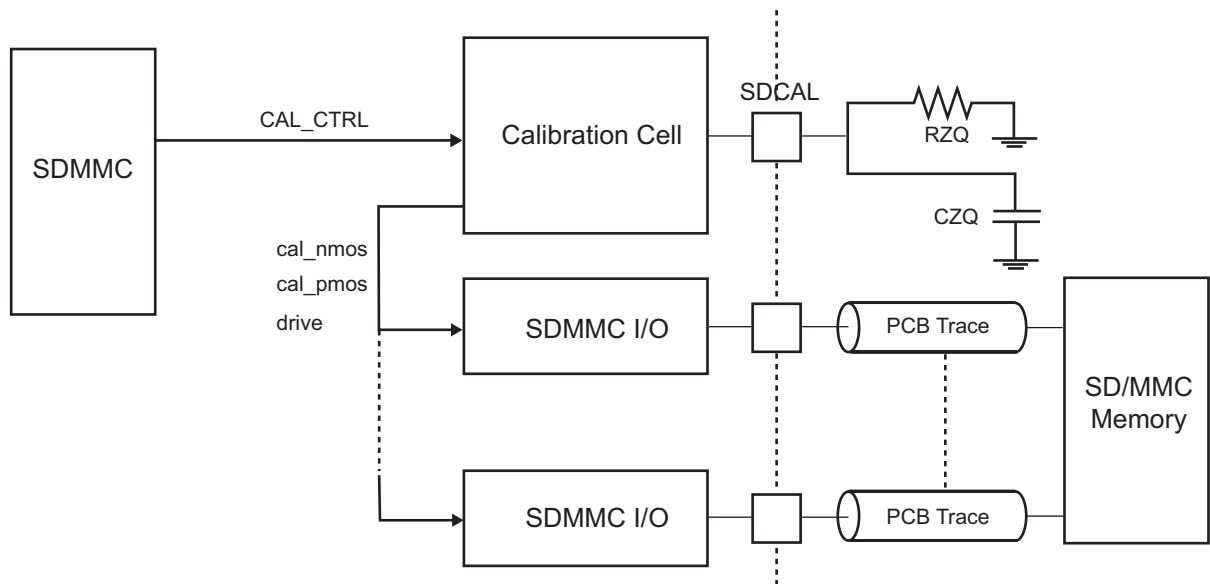 SDMMC
CAL_CTRL
Calibration Cell
SDCAL
RZQ
CZQ
cal_nmos
cal_pmos
drive
SDMMC I/O
PCB Trace
SD/MMC
Memory
SDMMC I/O
PCB Trace